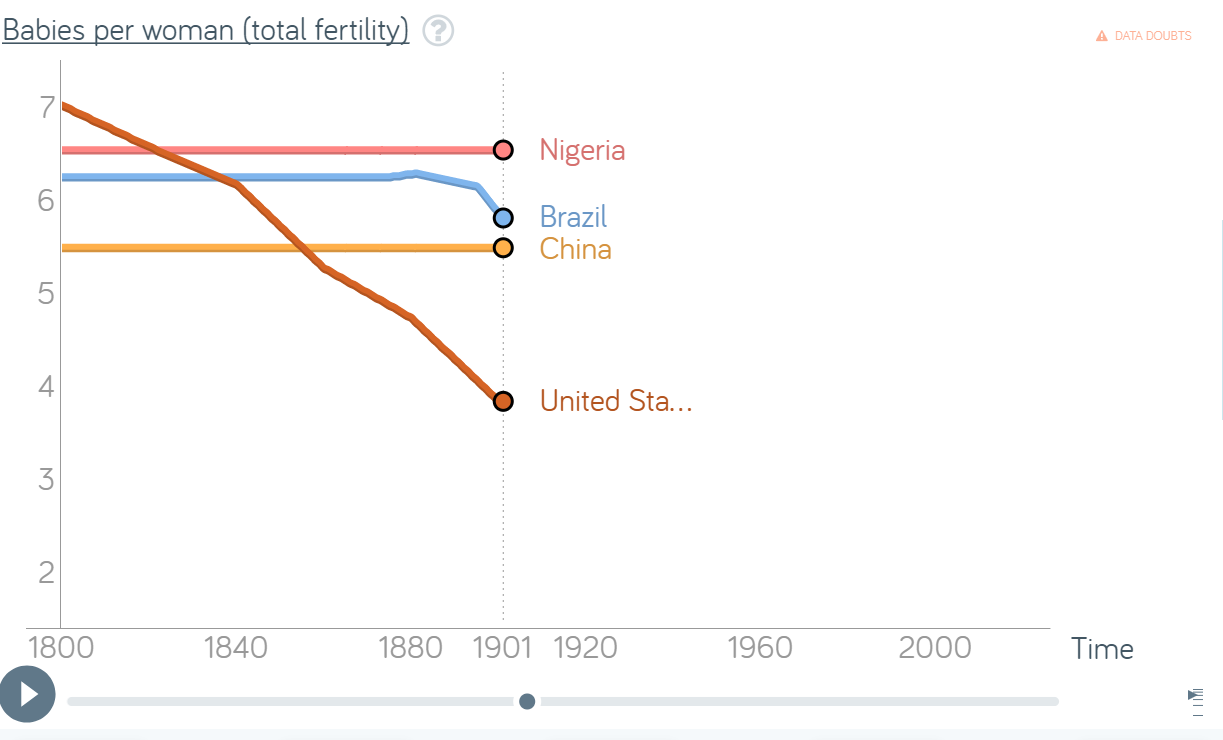 Babies per woman (total fertility) ?
DATA DOUBTS
7
Nigeria
6
Brazil
China
5
4
United Sta...
3
2
1800 1840 1880 1901 1920 1960 2000 Time